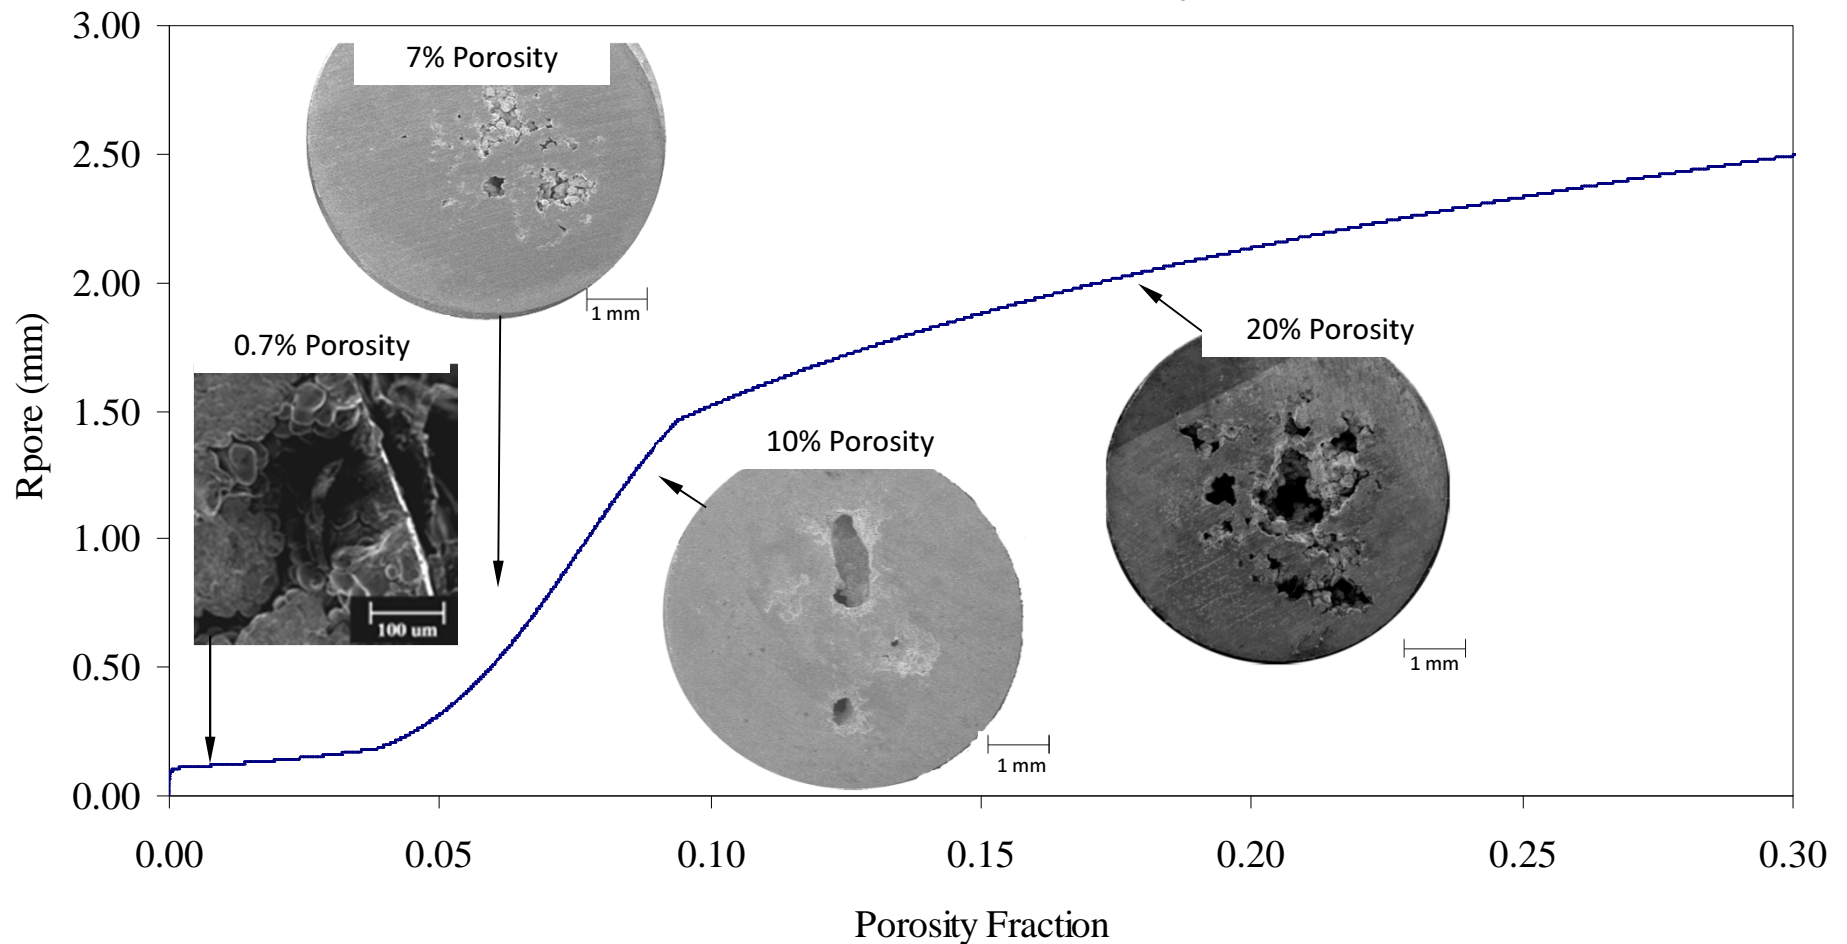 3.00
7% Porosity
2.50
1 mm
2.00
Rpore (mm)
0.7% Porosity
20% Porosity
1.50
10% Porosity
1.00
100 um
1 mm
0.50
1 mm
0.00
0.00 0.05 0.10 0.15 0.20 0.25 0.30
Porosity Fraction